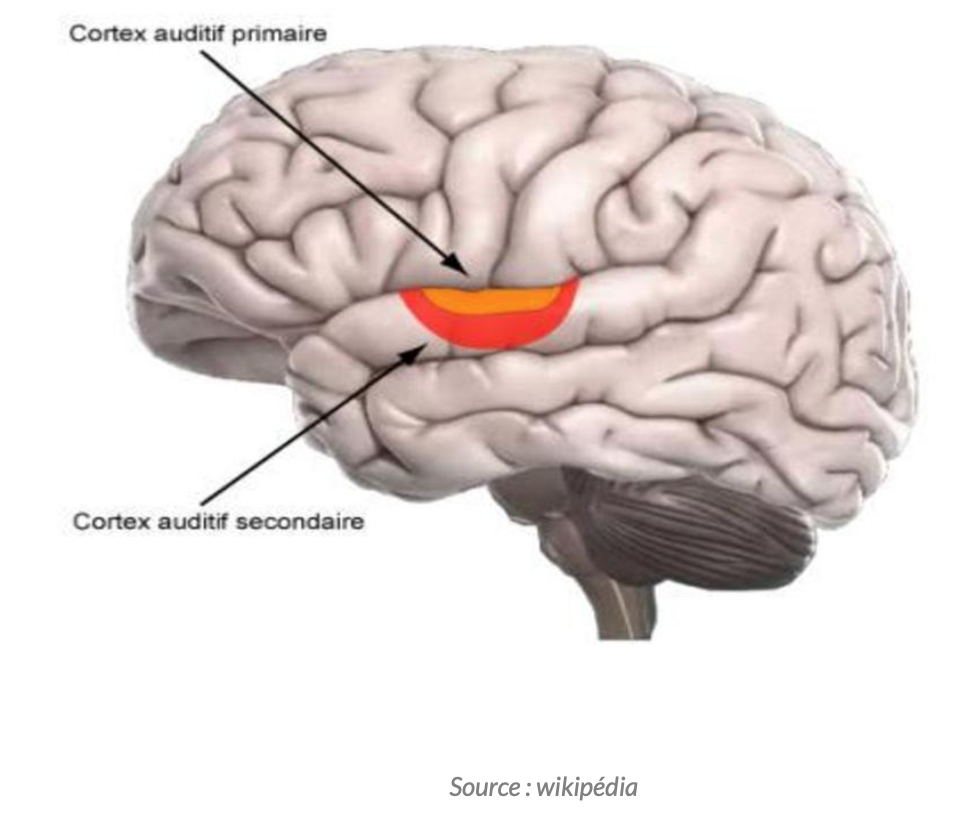 Cortex auditif primaire
Cortex auditif secondaire
Source : wikipédia